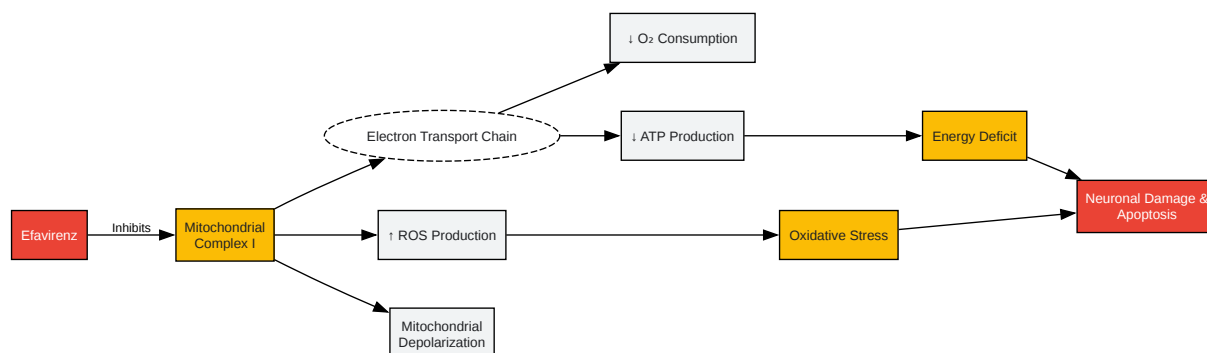 ↓ O₂ Consumption
Electron Transport Chain
↓ ATP Production
Energy Deficit
Neuronal Damage &
Apoptosis
Efavirenz
Inhibits
Mitochondrial
Complex I
↑ ROS Production
Oxidative Stress
Mitochondrial
Depolarization